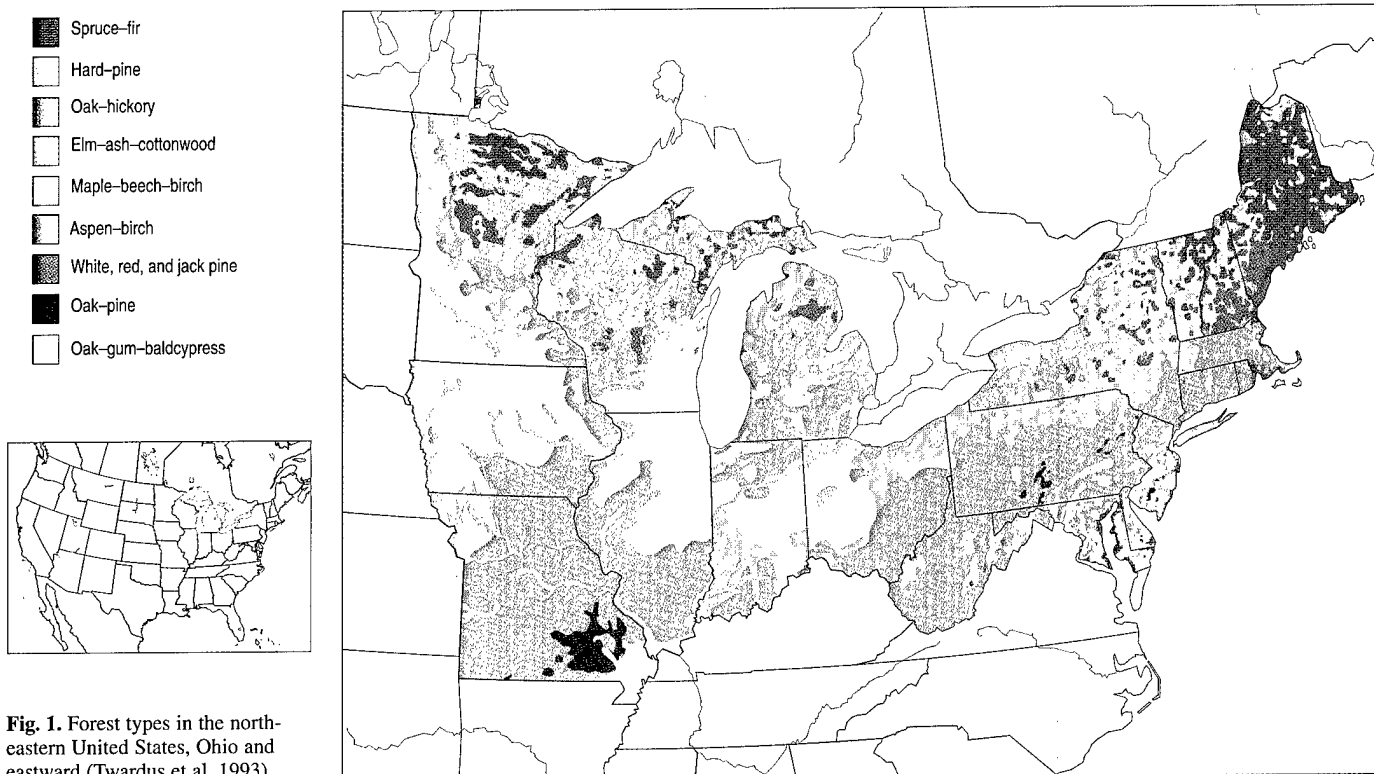 Spruce–fir
Hard–pine
Oak–hickory
Elm–ash–cottonwood
Maple–beech–birch
Aspen–birch
White, red, and jack pine
Oak–pine
Oak–gum–baldcypress
Fig. 1. Forest types in the north-
eastern United States, Ohio and
eastward (Twardus et al. 1993).